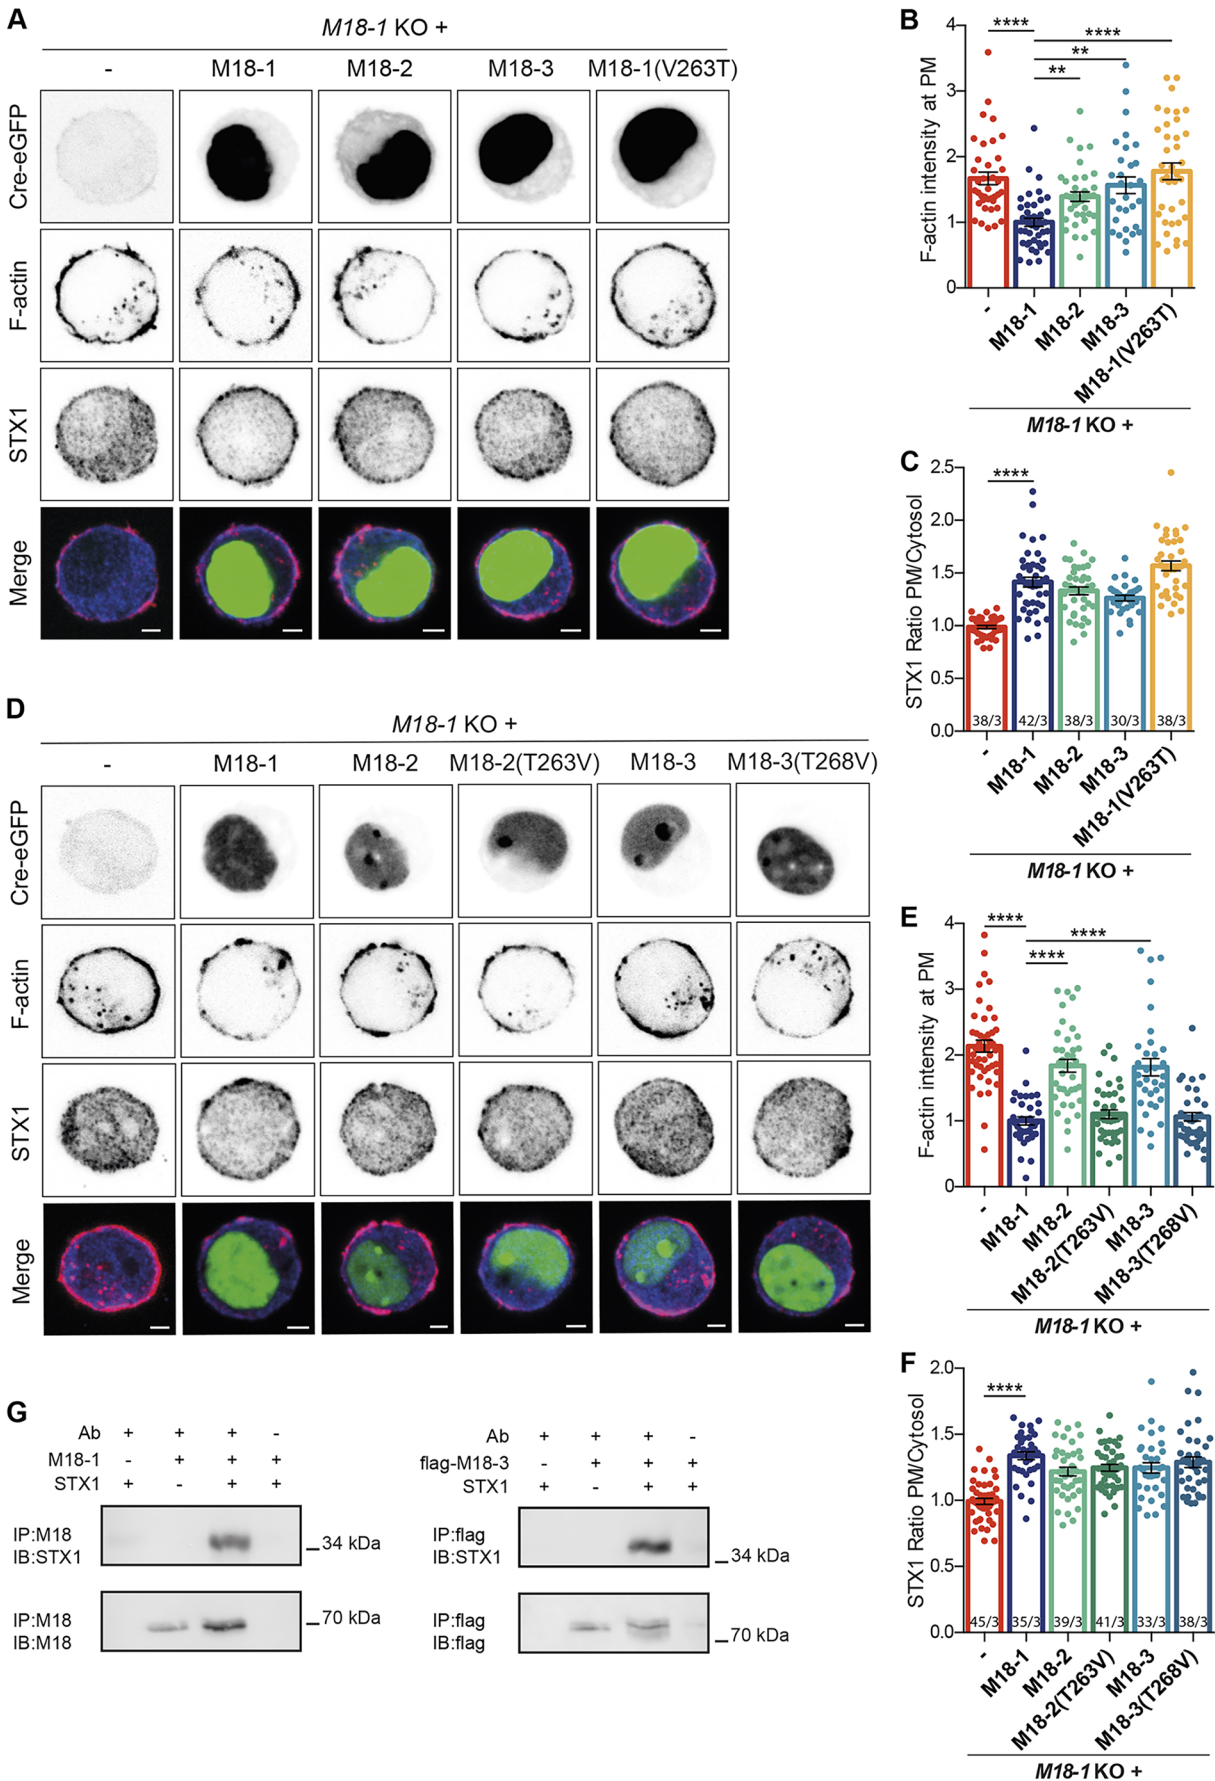 A
M18-1 KO +
- M18-1 M18-2 M18-3 M18-1(V263T)
Cre-eGFP
F-actin
STX1
Merge
B
F-actin intensity at PM
4
3
2
1
0
****
****
**
**
- M18-1 M18-2 M18-3 M18-1(V263T)
M18-1 KO +
C
STX1 Ratio PM/Cytosol
2.5
2.0
1.5
1.0
0.5
0.0
****
38/3 42/3 38/3 30/3 38/3
- M18-1 M18-2 M18-3 M18-1(V263T)
M18-1 KO +
D
M18-1 KO +
- M18-1 M18-2 M18-2(T263V) M18-3 M18-3(T268V)
Cre-eGFP
F-actin
STX1
Merge
E
F-actin intensity at PM
4
3
2
1
0
****
****
****
- M18-1 M18-2 M18-2(T263V) M18-3 M18-3(T268V)
M18-1 KO +
F
STX1 Ratio PM/Cytosol
2.0
1.5
1.0
0.5
0.0
****
45/3 35/3 39/3 41/3 33/3 38/3
- M18-1 M18-2 M18-2(T263V) M18-3 M18-3(T268V)
M18-1 KO +
G
Ab + + + -
M18-1 - + + +
STX1 + - + +
IP:M18
IB:STX1
34 kDa
IP:M18
IB:M18
70 kDa
Ab + + + -
flag-M18-3 - + + +
STX1 + - + +
IP:flag
IB:STX1
34 kDa
IP:flag
IB:flag
70 kDa